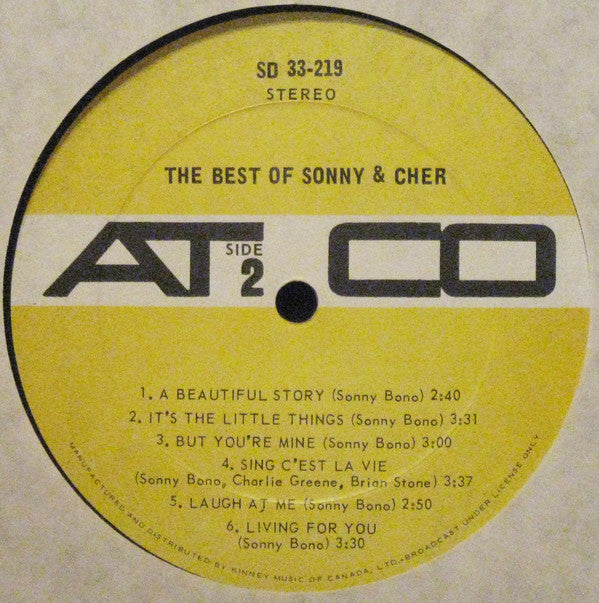 SD 33-219
STEREO
THE BEST OF SONNY & CHER
ATCO
SIDE
2
1. A BEAUTIFUL STORY (Sonny Bono) 2:40
2. IT'S THE LITTLE THINGS (Sonny Bono) 3:31
3. BUT YOU'RE MINE (Sonny Bono) 3:00
4. SING C'EST LA VIE
(Sonny Bono, Charlie Greene, Brian Stone) 3:37
5. LAUGH AT ME (Sonny Bono) 2:50
6. LIVING FOR YOU
(Sonny Bono) 3:30
MANUFACTURED AND DISTRIBUTED BY KINNEY MUSIC OF CANADA, LTD.•BROADCAST UNDER LICENSE ONLY